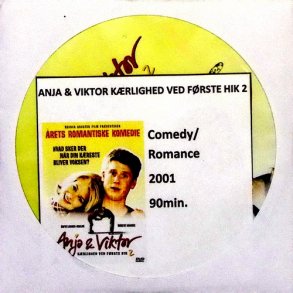 ANJA & VIKTOR KÆRLIGHED VED FØRSTE HIK 2
ÅRETS ROMANTISKE KOMEDIE
HVAD SKER DER
NÅR DIN KÆRESTE
BLIVER VOKSEN?
Anja & Viktor
KÆRLIGHED VED FØRSTE HIK 2
DVD
Comedy/
Romance
2001
90min.